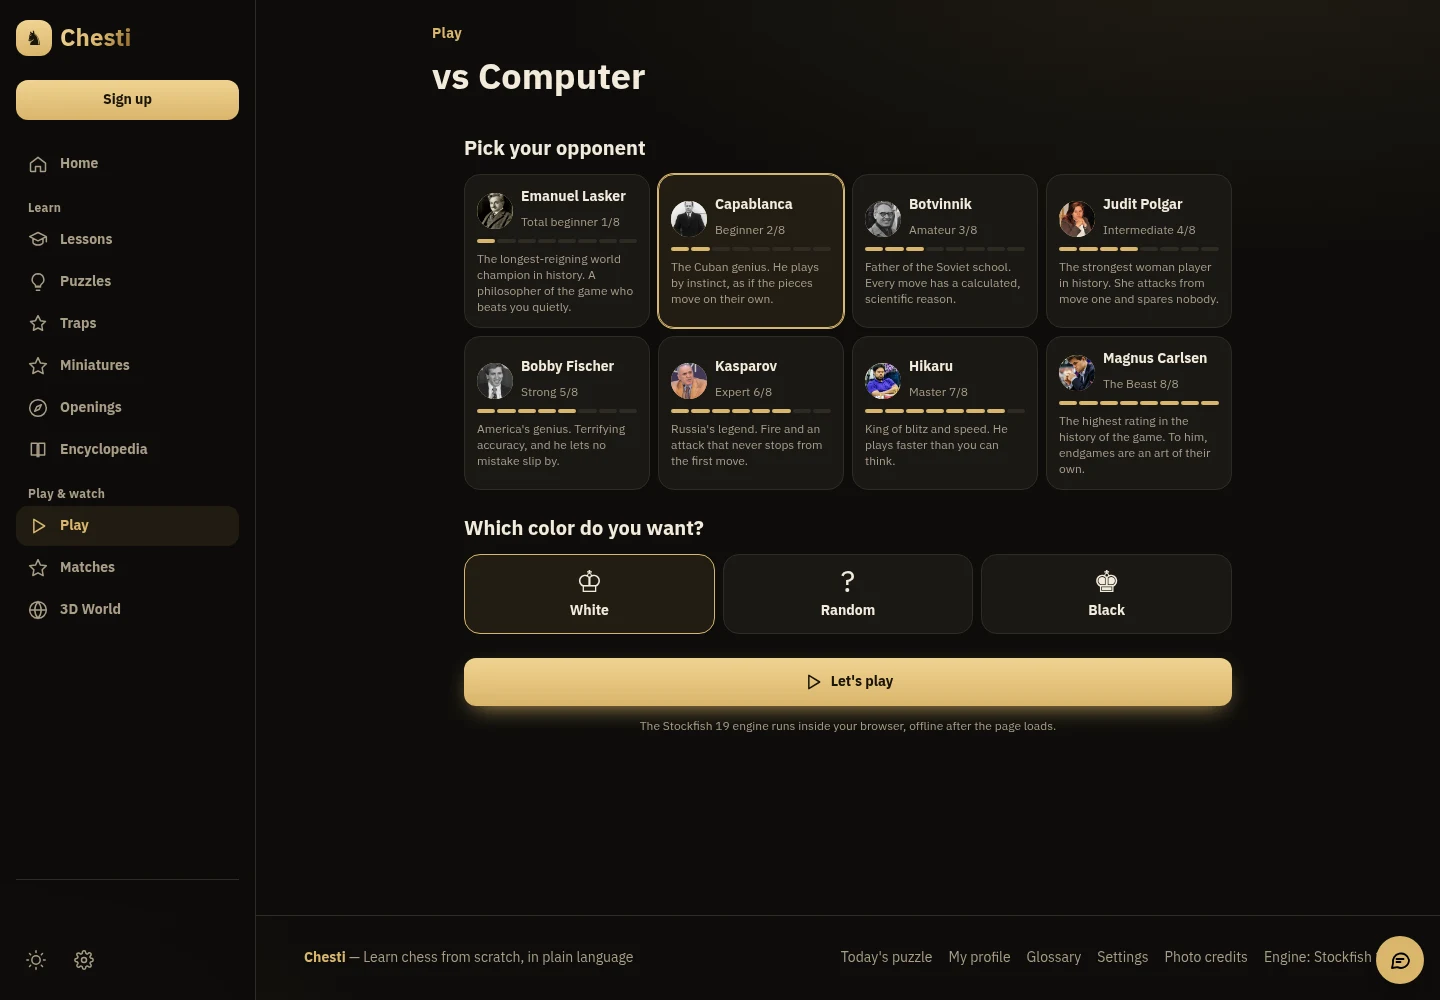 Chesti
Sign up
Home
Learn
Lessons
Puzzles
Traps
Miniatures
Openings
Encyclopedia
Play & watch
Play
Matches
3D World
Play
vs Computer
Pick your opponent
Emanuel Lasker
Total beginner 1/8
The longest-reigning world
champion in history. A
philosopher of the game who
beats you quietly.
Capablanca
Beginner 2/8
The Cuban genius. He plays
by instinct, as if the pieces
move on their own.
Botvinnik
Amateur 3/8
Father of the Soviet school.
Every move has a calculated,
scientific reason.
Judit Polgar
Intermediate 4/8
The strongest woman player
in history. She attacks from
move one and spares nobody.
Bobby Fischer
Strong 5/8
America's genius. Terrifying
accuracy, and he lets no
mistake slip by.
Kasparov
Expert 6/8
Russia's legend. Fire and an
attack that never stops from
the first move.
Hikaru
Master 7/8
King of blitz and speed. He
plays faster than you can
think.
Magnus Carlsen
The Beast 8/8
The highest rating in the
history of the game. To him,
endgames are an art of their
own.
Which color do you want?
White
?
Random
Black
Let's play
The Stockfish 19 engine runs inside your browser, offline after the page loads.
Chesti — Learn chess from scratch, in plain language
Today's puzzle My profile Glossary Settings Photo credits Engine: Stockfish